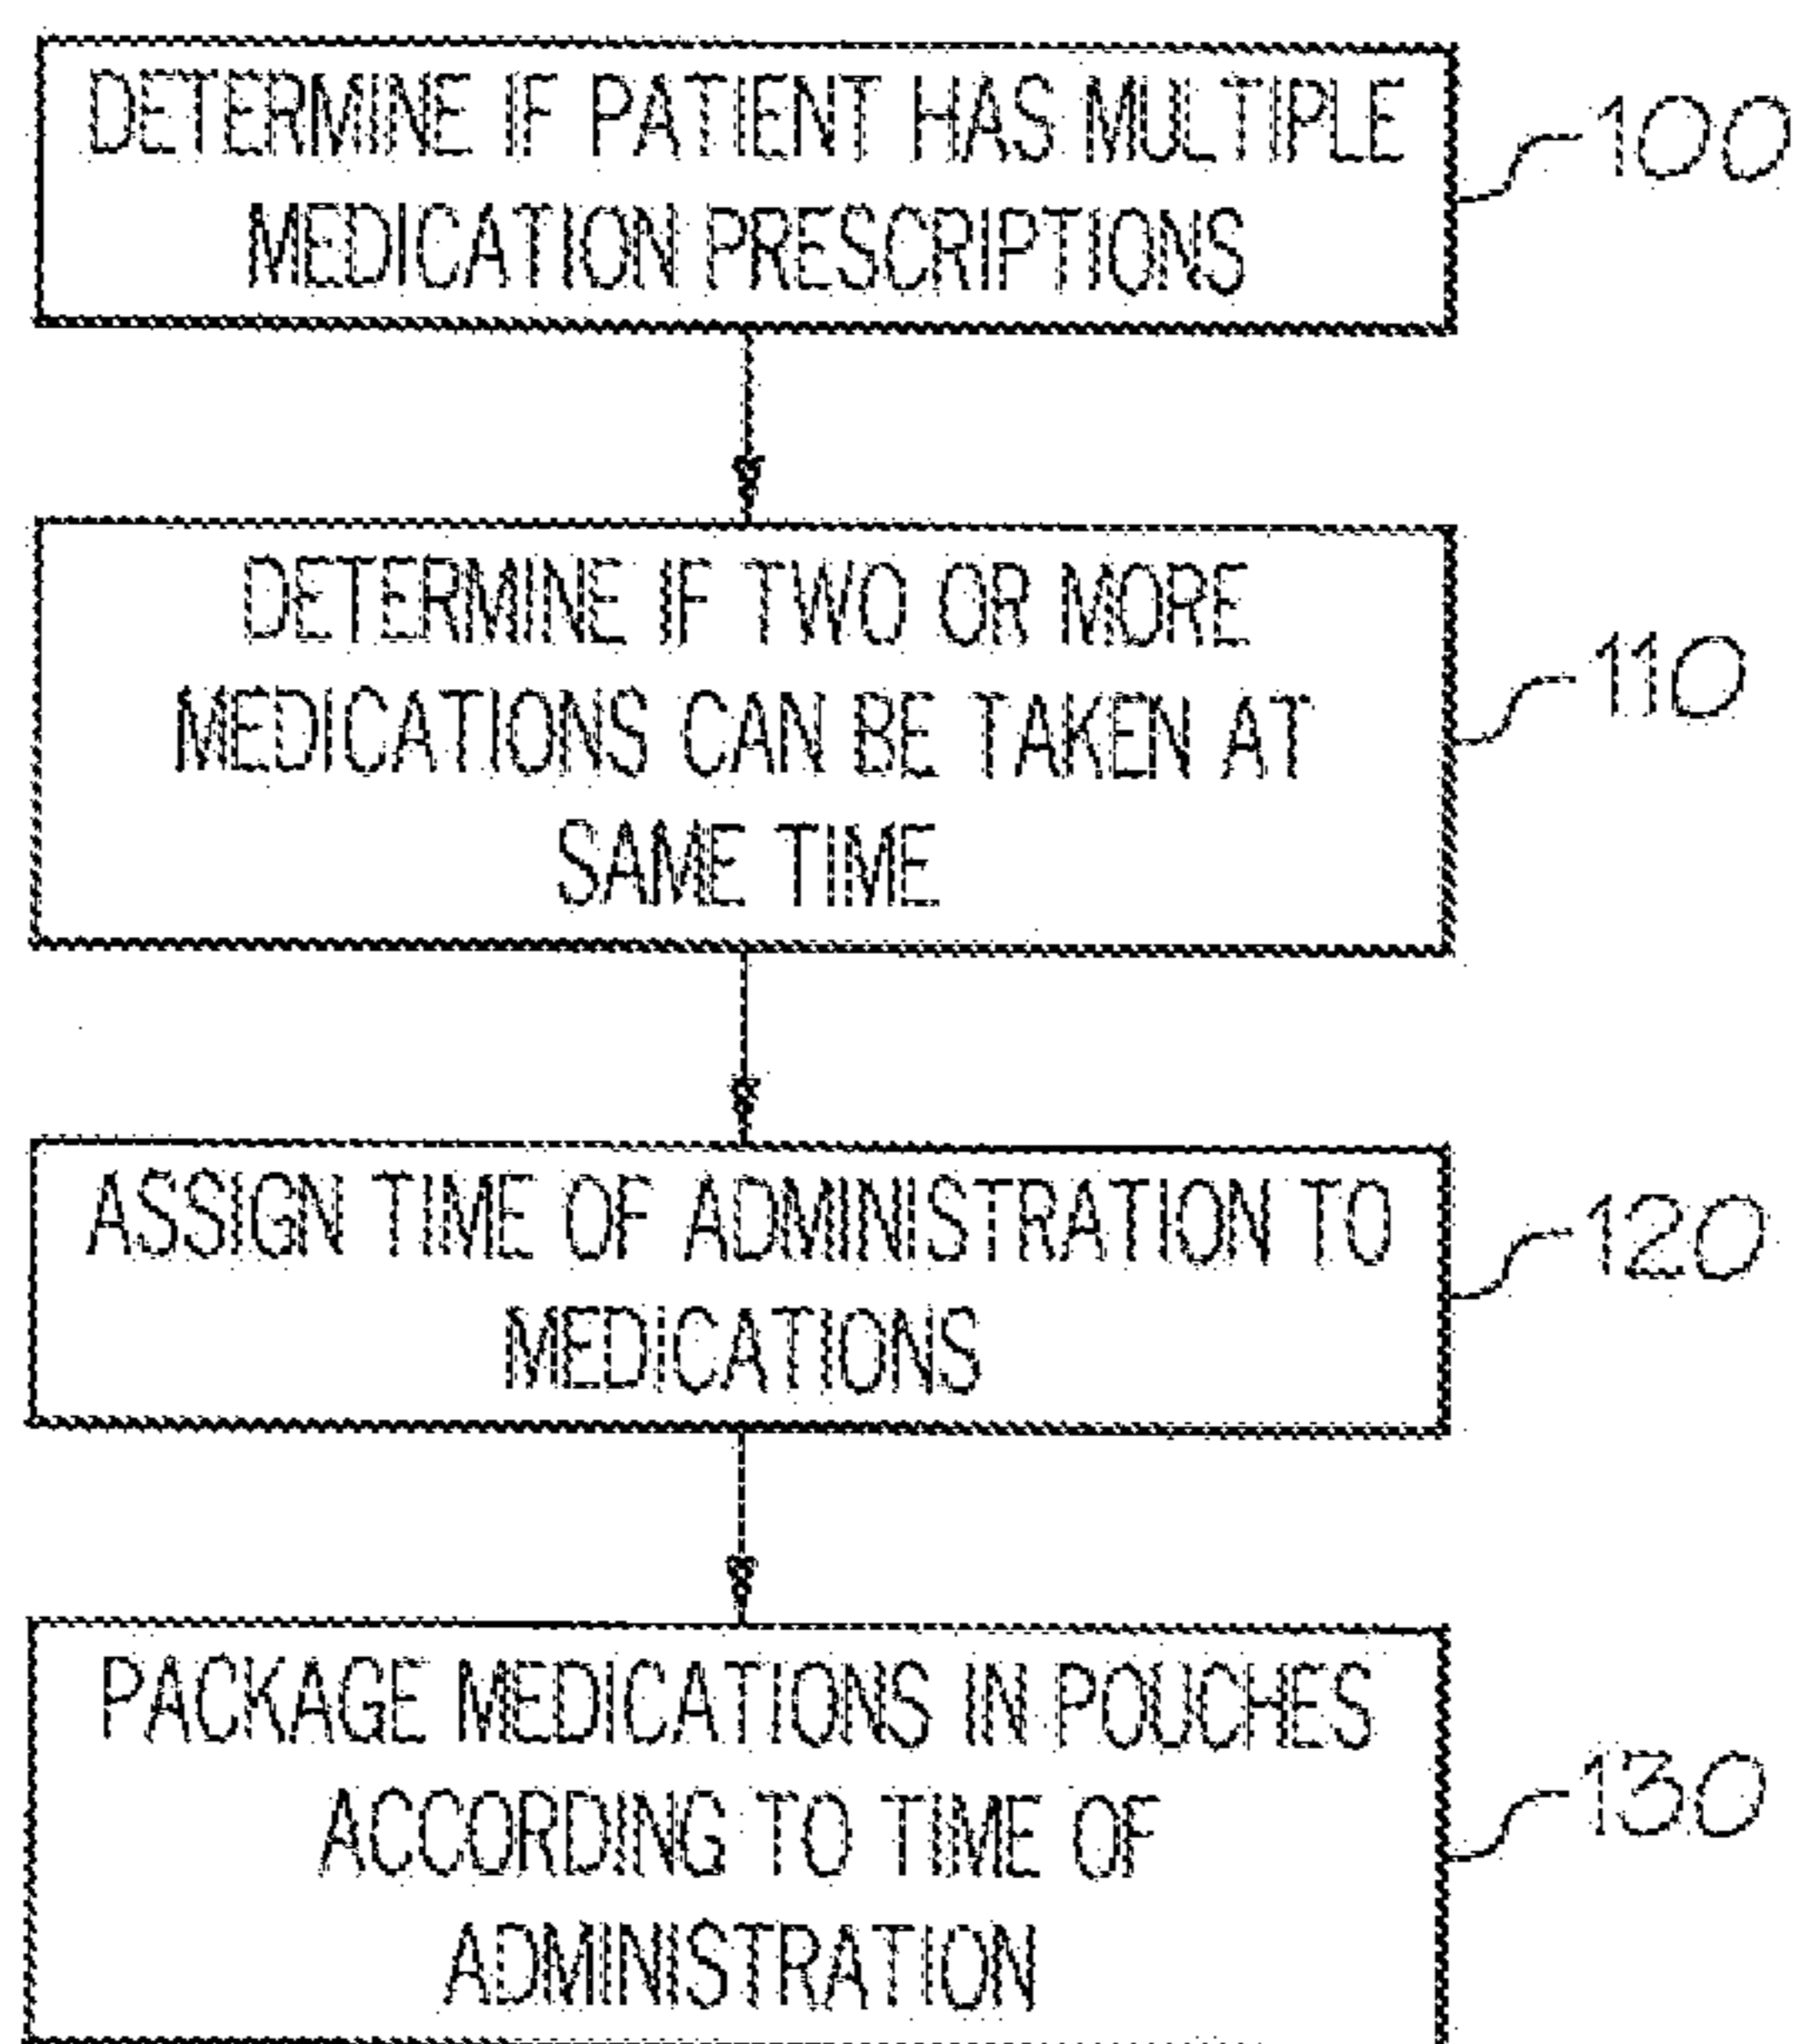 DETERMINE IF PATIENT HAS MULTIPLE
MEDICATION PRESCRIPTIONS
100
DETERMINE IF TWO OR MORE
MEDICATIONS CAN BE TAKEN AT
SAME TIME
110
ASSIGN TIME OF ADMINISTRATION TO
MEDICATIONS
120
PACKAGE MEDICATIONS IN POUCHES
ACCORDING TO TIME OF
ADMINISTRATION
130